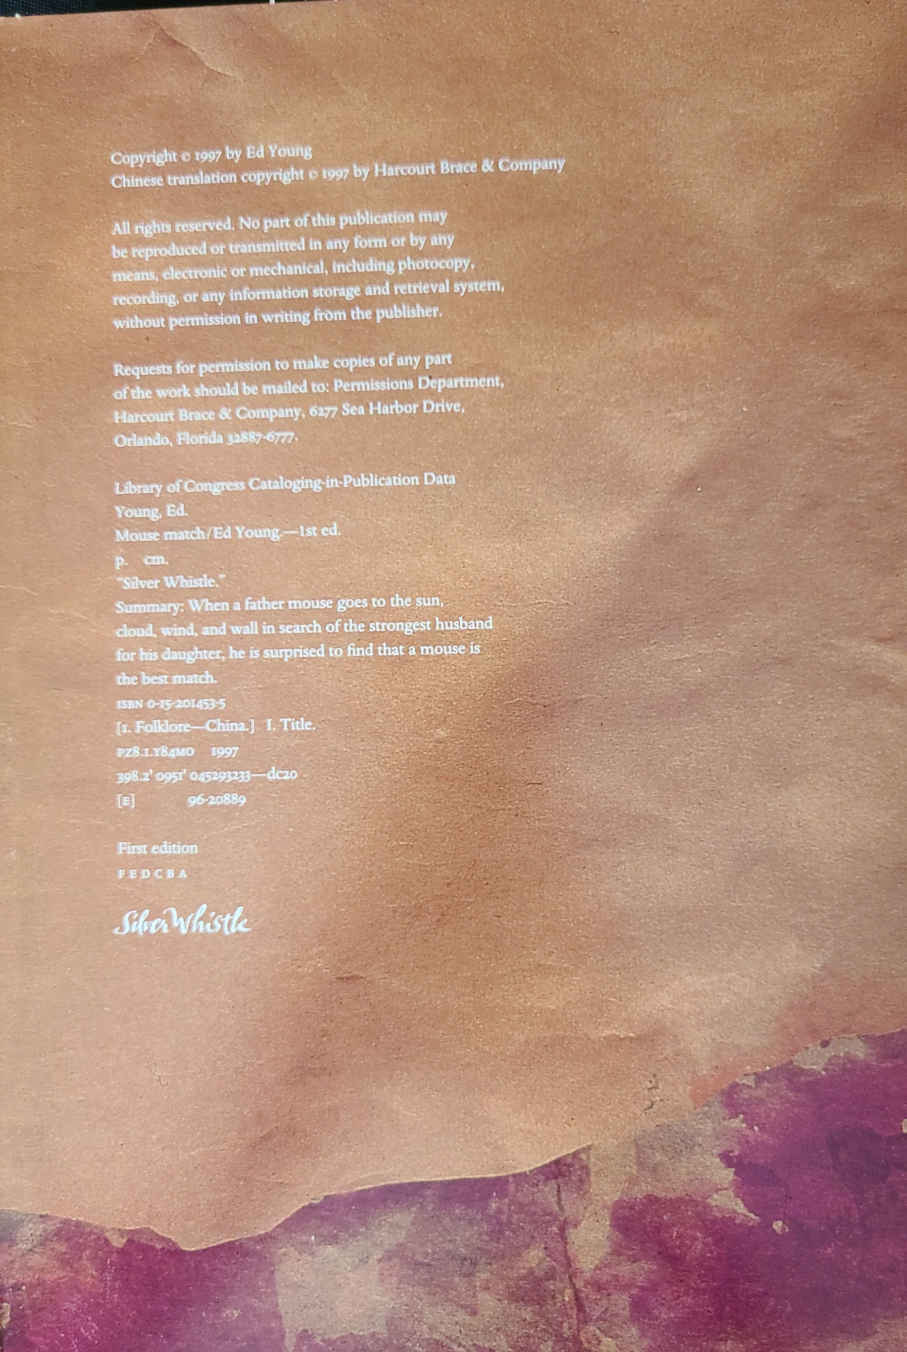 Copyright © 1997 by Ed Young
Chinese translation copyright © 1997 by Harcourt Brace & Company
All rights reserved. No part of this publication may
be reproduced or transmitted in any form or by any
means, electronic or mechanical, including photocopy,
recording, or any information storage and retrieval system,
without permission in writing from the publisher.
Requests for permission to make copies of any part
of the work should be mailed to: Permissions Department,
Harcourt Brace & Company, 6277 Sea Harbor Drive,
Orlando, Florida 32887-6777.
Library of Congress Cataloging-in-Publication Data
Young, Ed.
Mouse match/Ed Young.—1st ed.
p. cm.
"Silver Whistle."
Summary: When a father mouse goes to the sun,
cloud, wind, and wall in search of the strongest husband
for his daughter, he is surprised to find that a mouse is
the best match.
ISBN 0-15-201453-5
[1. Folklore—China.] I. Title.
PZ8.1.Y84MO 1997
398.2'0951'045293233—dc20
[E] 96-20889
First edition
F E D C B A
Silver Whistle